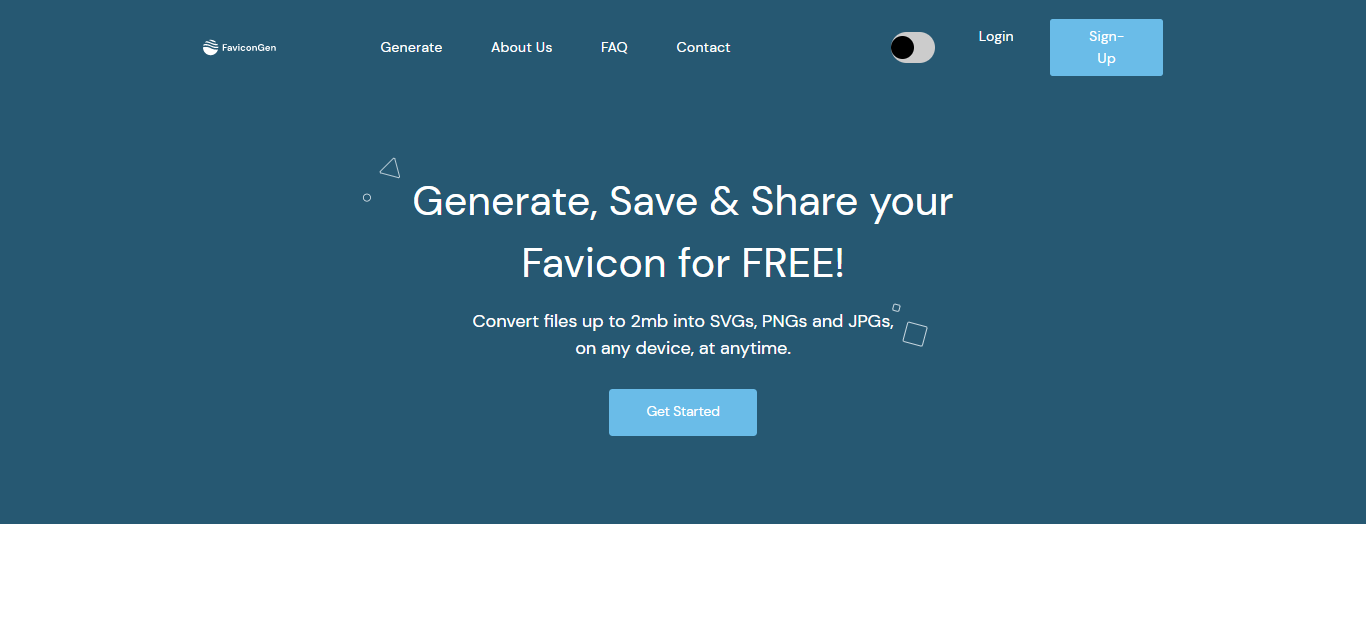 FaviconGen
Generate
About Us
FAQ
Contact
Login
Sign-
Up
Generate, Save & Share your
Favicon for FREE!
Convert files up to 2mb into SVGs, PNGs and JPGs,
on any device, at anytime.
Get Started